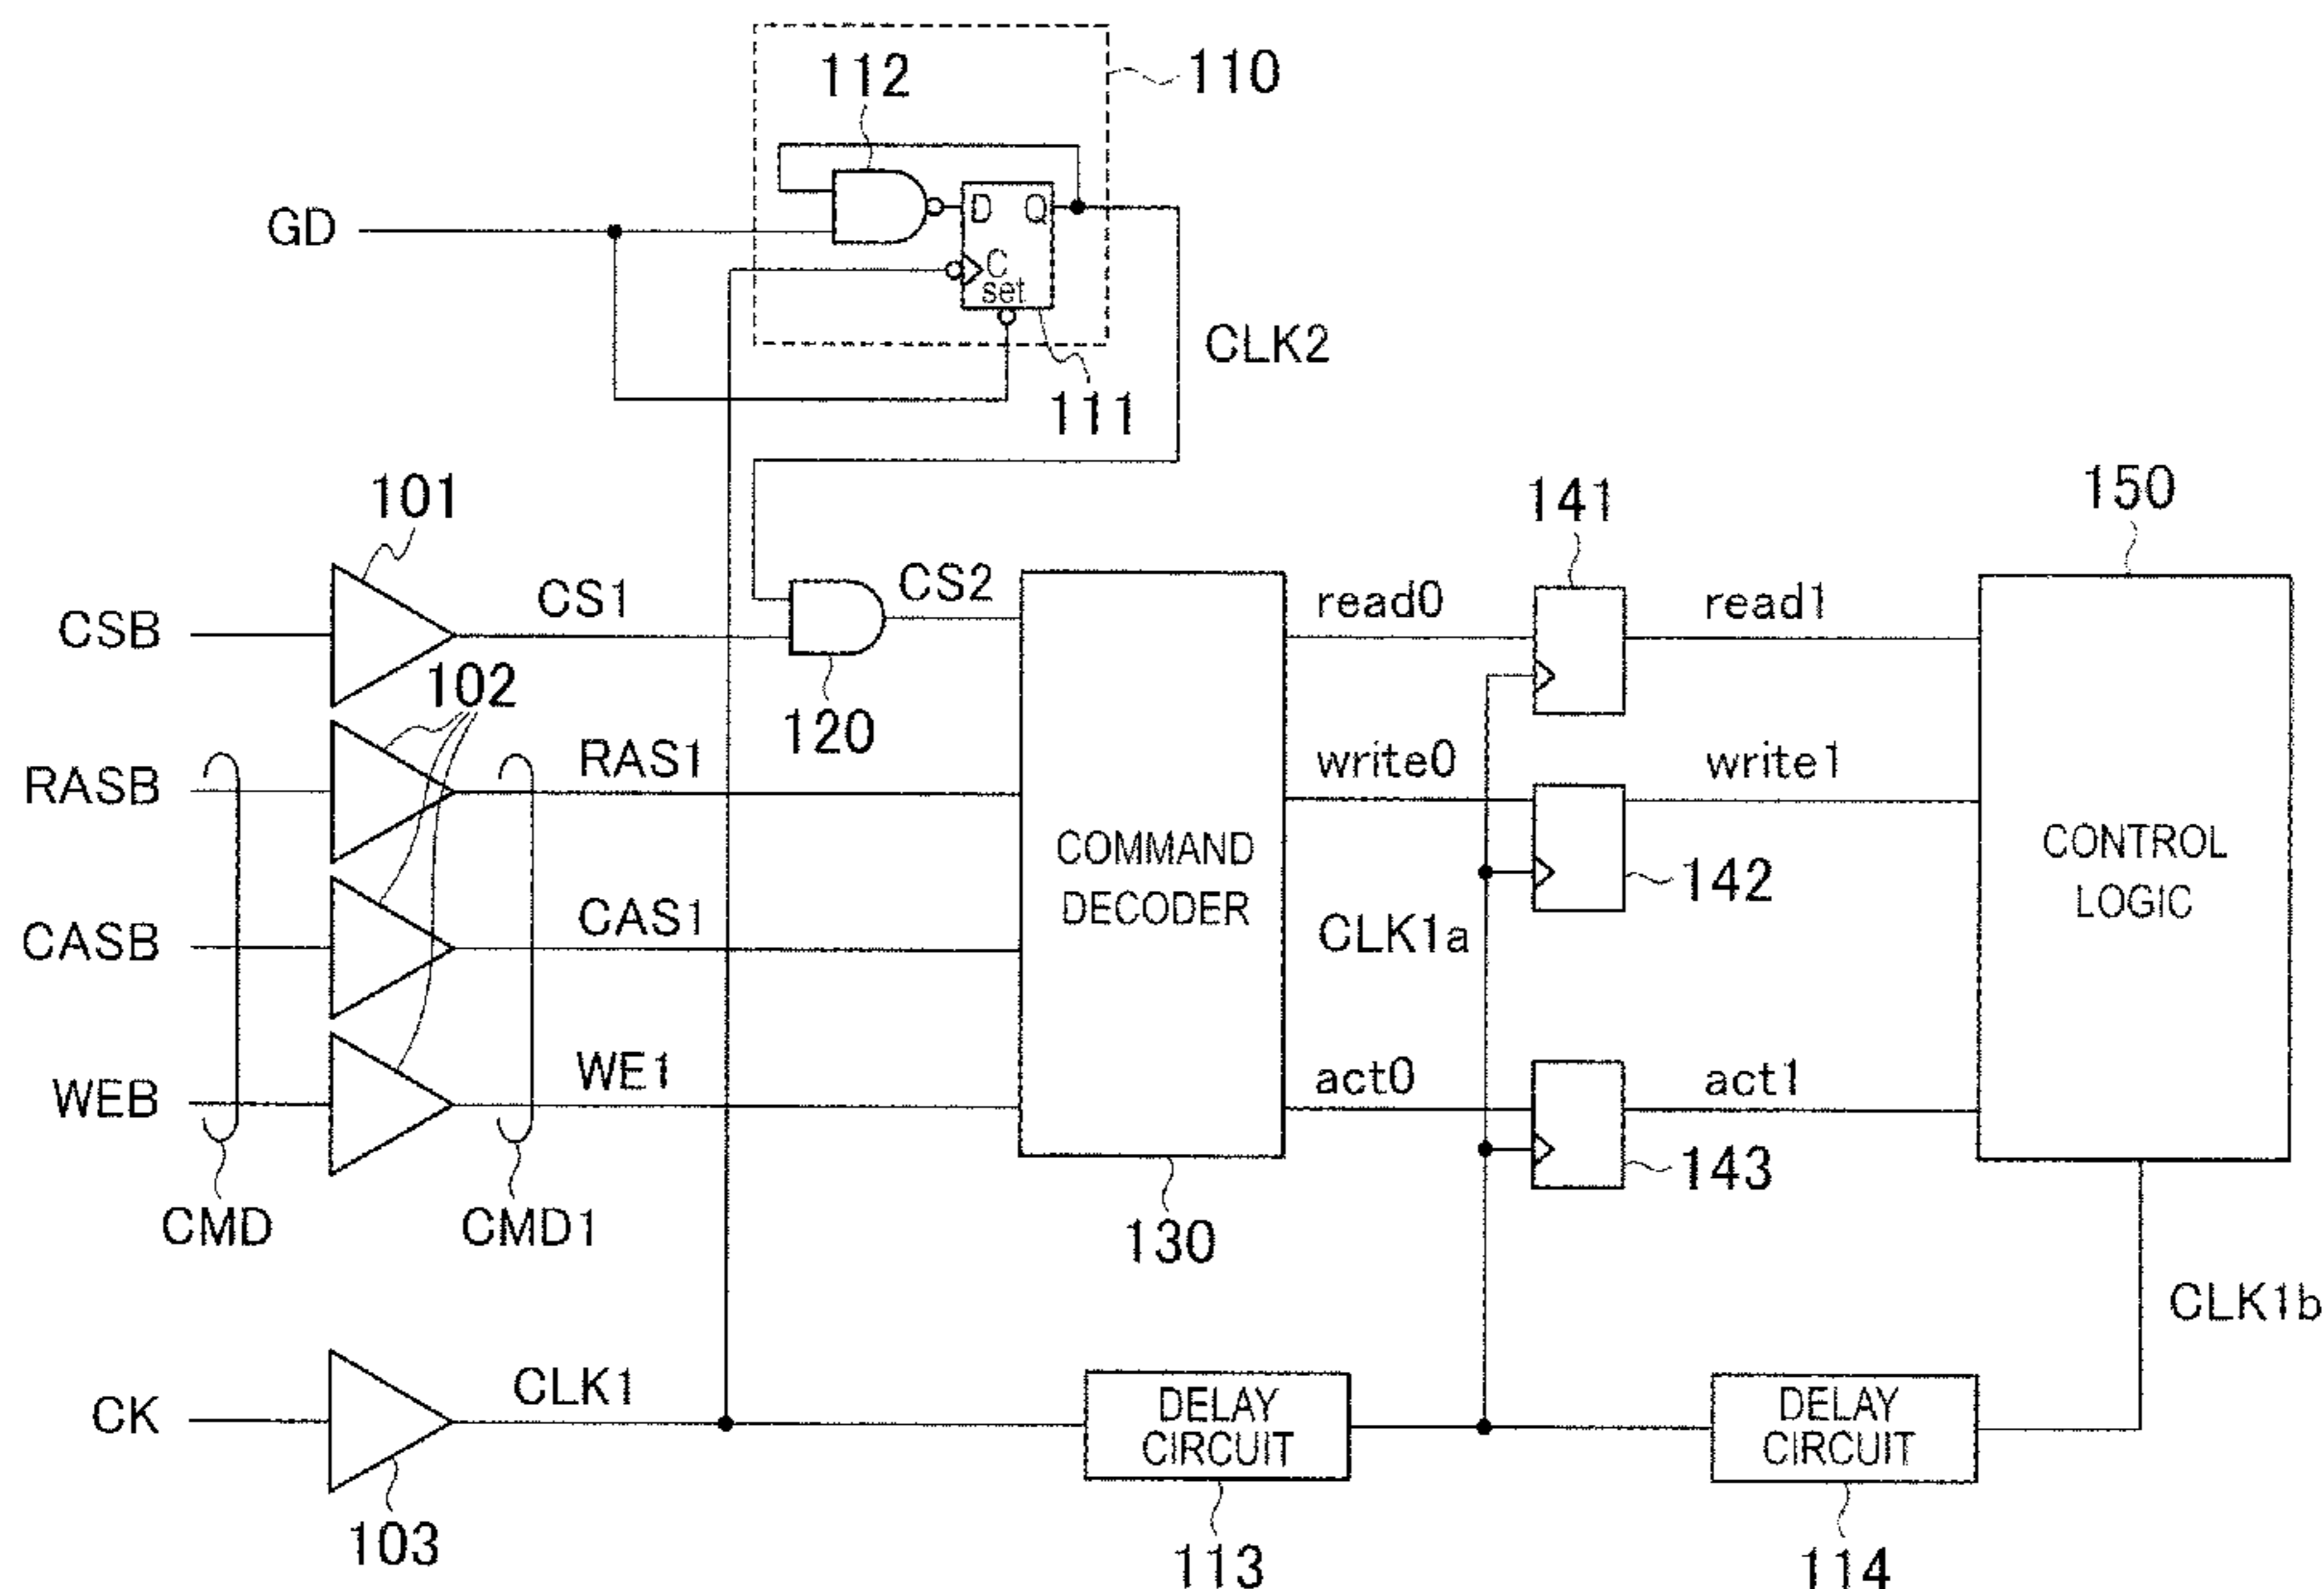 112
110
GD
D Q
C
set
CLK2
111
101
141
150
CSB
CS1
CS2
read0
read1
102
120
RASB
RAS1
write0
write1
COMMAND
DECODER
CONTROL
LOGIC
142
CASB
CAS1
CLK1a
WEB
WE1
act0
act1
143
CMD
CMD1
130
CLK1b
CK
CLK1
DELAY
CIRCUIT
DELAY
CIRCUIT
103
113
114